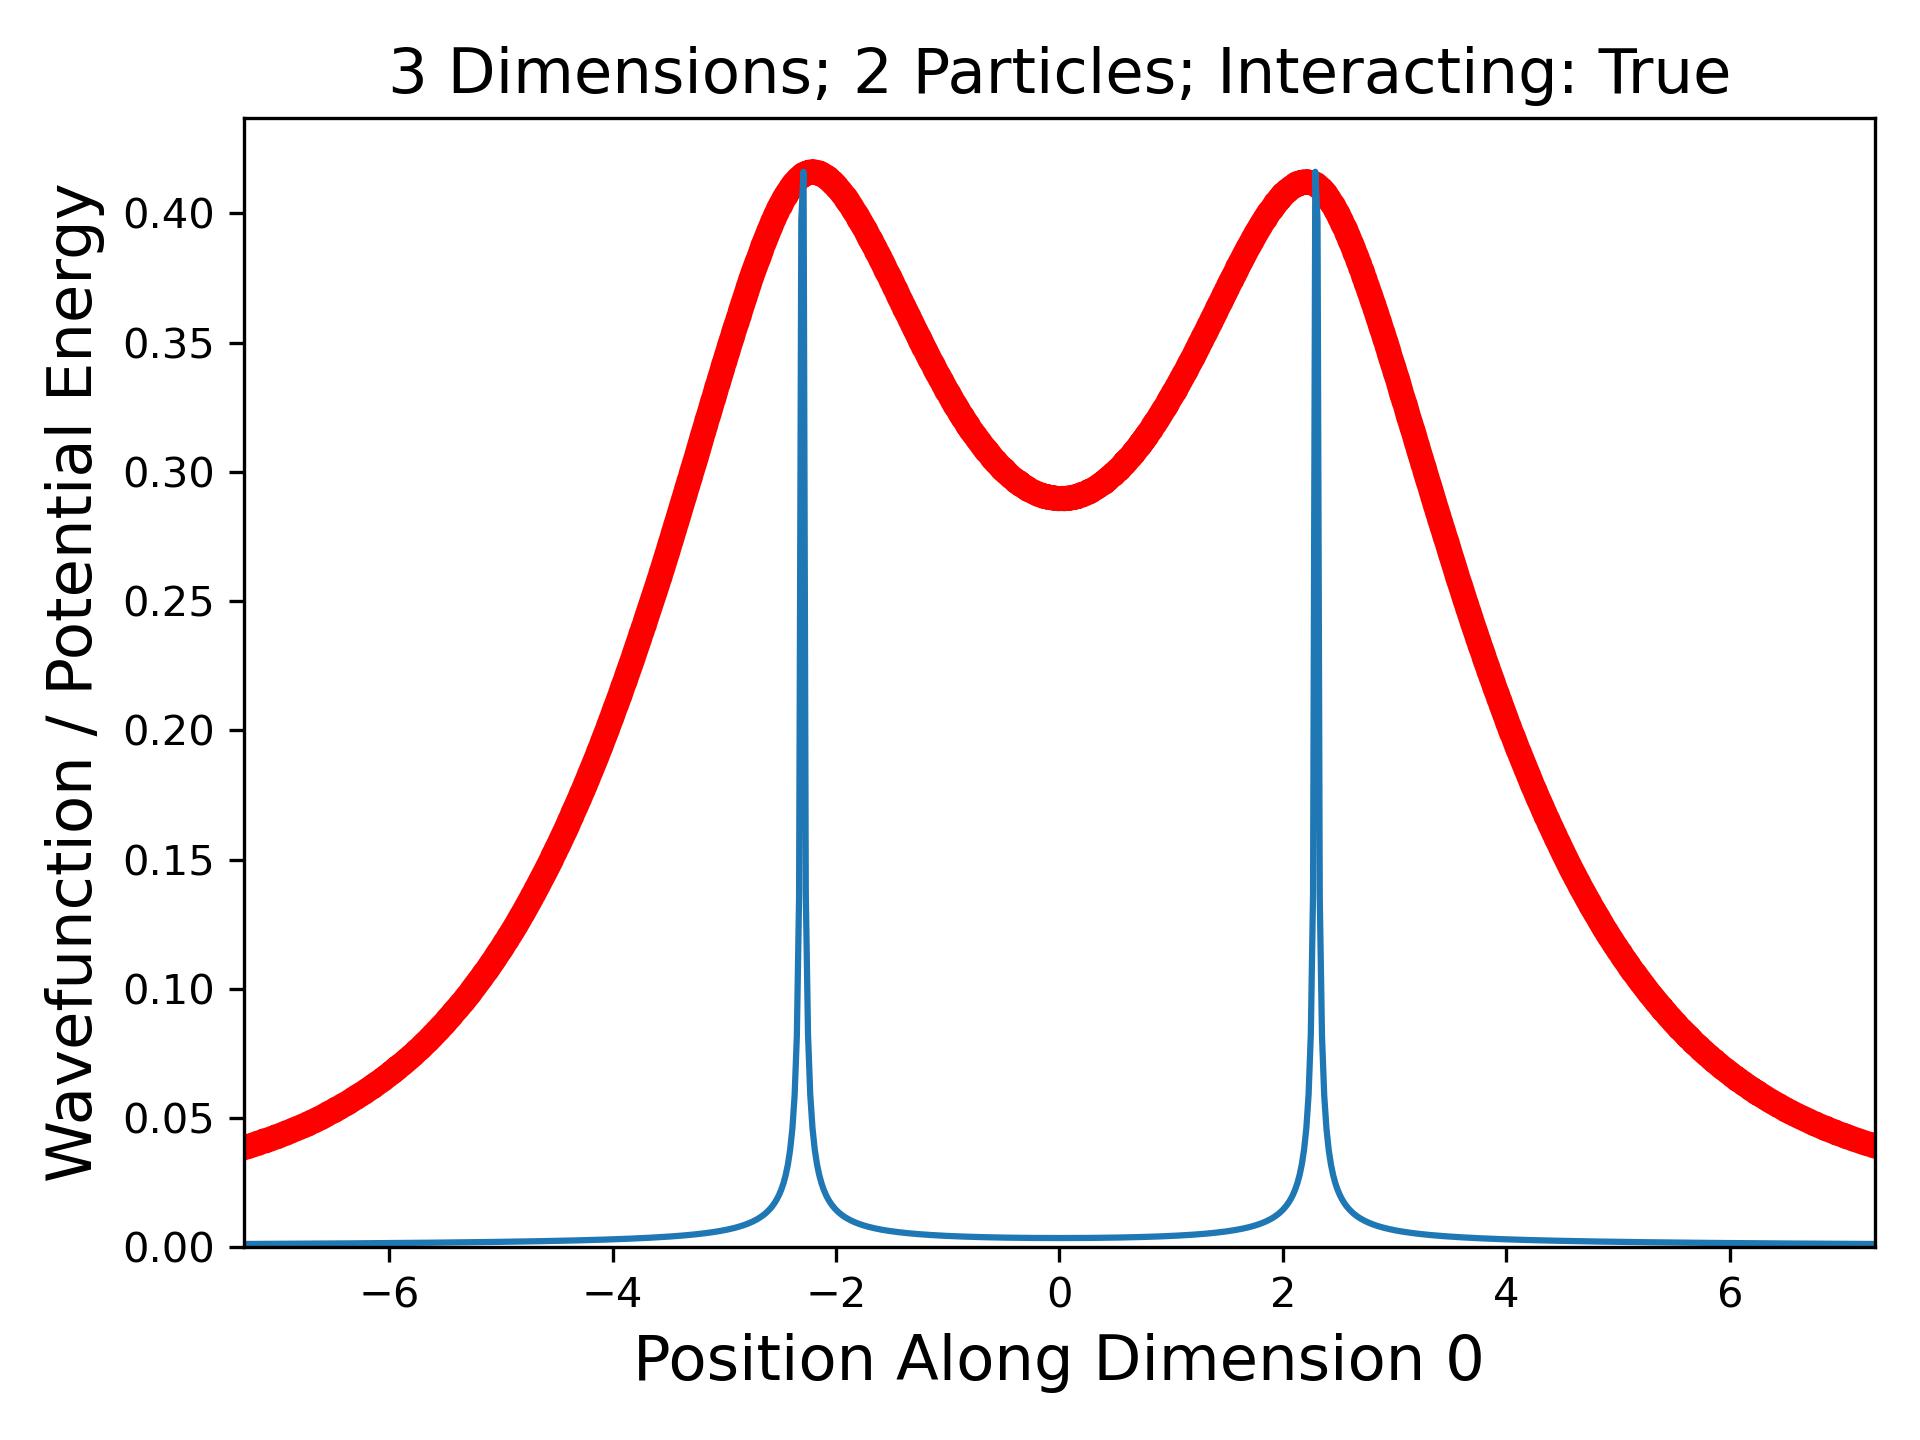 3 Dimensions; 2 Particles; Interacting: True
Wavefunction / Potential Energy
0.40
0.35
0.30
0.25
0.20
0.15
0.10
0.05
0.00
−6 −4 −2 0 2 4 6
Position Along Dimension 0